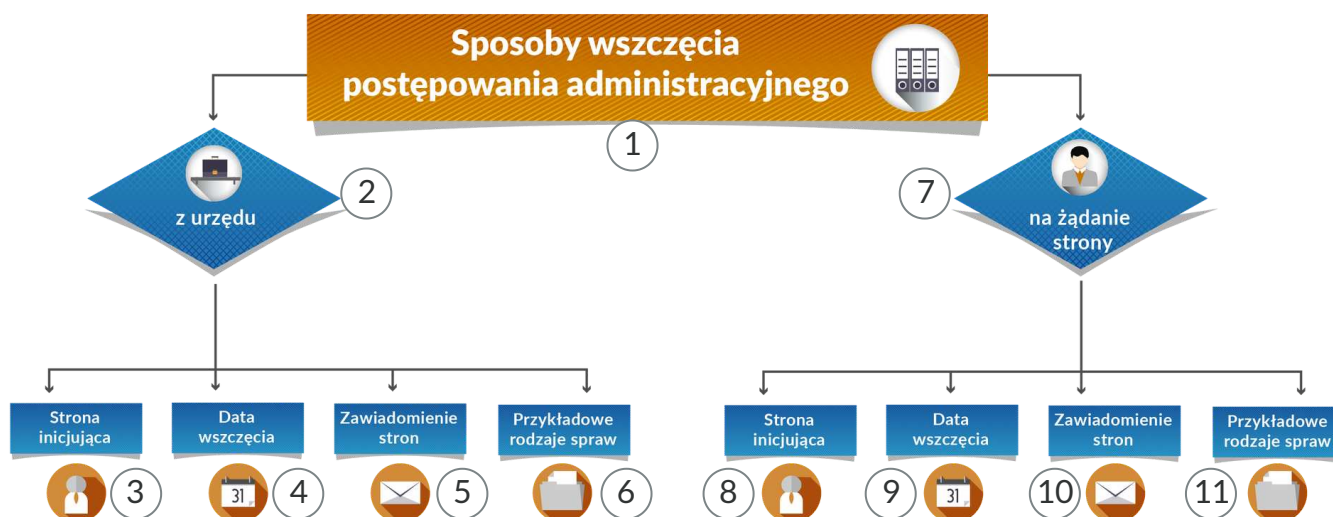 Sposoby wszczęcia
postępowania administracyjnego
1
z urzędu
2
7
na żądanie
strony
Strona
inicjująca
Data
wszczęcia
Zawiadomienie
stron
Przykładowe
rodzaje spraw
Strona
inicjująca
Data
wszczęcia
Zawiadomienie
stron
Przykładowe
rodzaje spraw
3
31
4
5
6
8
9
31
10
11